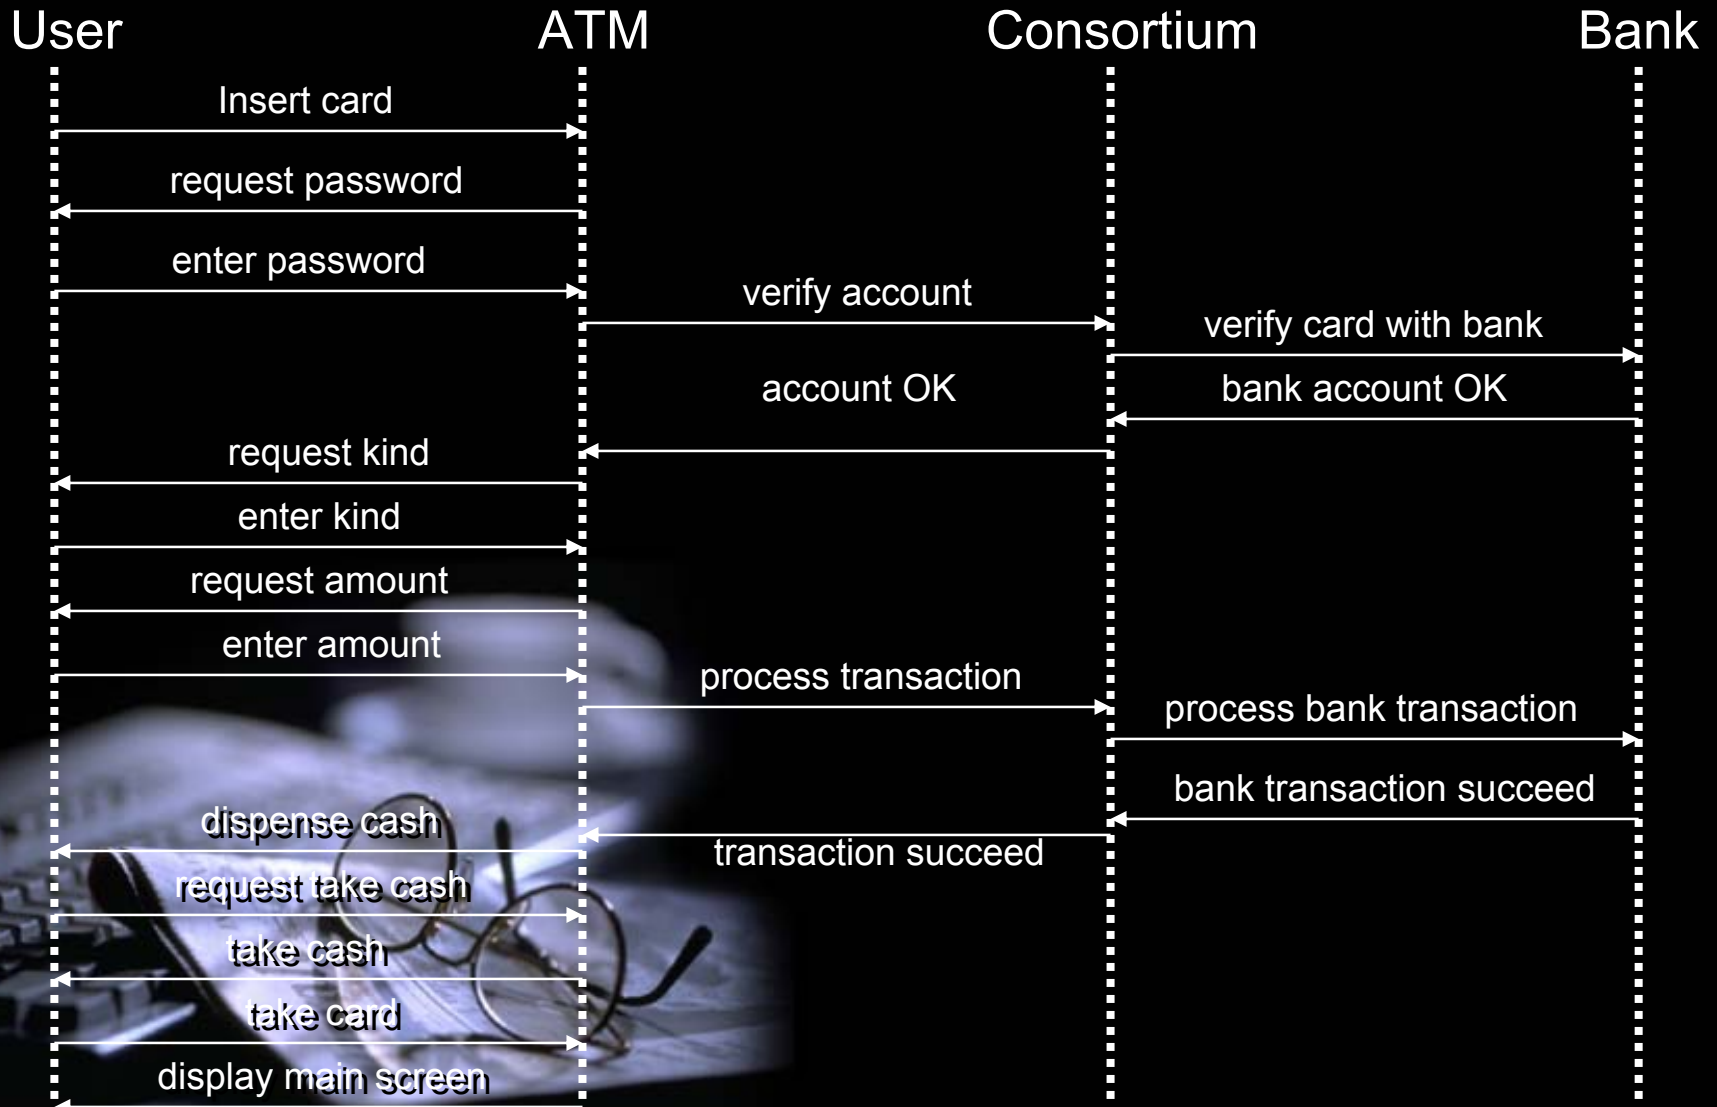 User ATM Consortium Bank
Insert card
request password
enter password
verify account
verify card with bank
account OK bank account OK
request kind
enter kind
request amount
enter amount
process transaction
process bank transaction
bank transaction succeed
dispense cash
transaction succeed
request take cash
take cash
take card
display main screen